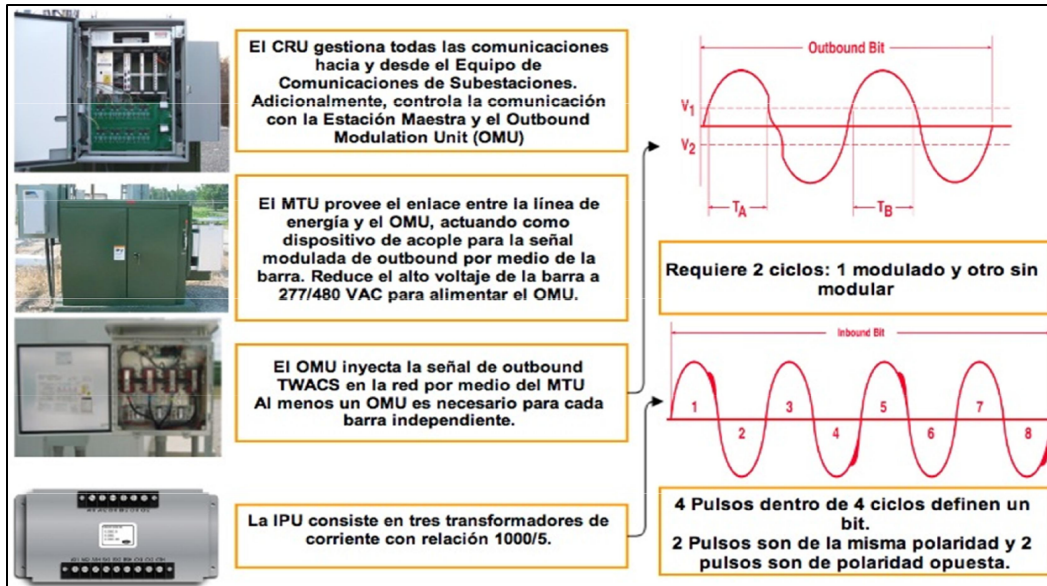 El CRU gestiona todas las comunicaciones
hacia y desde el Equipo de
Comunicaciones de Subestaciones.
Adicionalmente, controla la comunicación
con la Estación Maestra y el Outbound
Modulation Unit (OMU)
El MTU provee el enlace entre la línea de
energía y el OMU, actuando como
dispositivo de acople para la señal
modulada de outbound por medio de la
barra. Reduce el alto voltaje de la barra a
277/480 VAC para alimentar el OMU.
El OMU inyecta la señal de outbound
TWACS en la red por medio del MTU
Al menos un OMU es necesario para cada
barra independiente.
La IPU consiste en tres transformadores de
corriente con relación 1000/5.
Outbound Bit
V1
V2
TA
TB
Requiere 2 ciclos: 1 modulado y otro sin
modular
Inbound Bit
1
3
5
7
2
4
6
8
4 Pulsos dentro de 4 ciclos definen un
bit.
2 Pulsos son de la misma polaridad y 2
pulsos son de polaridad opuesta.